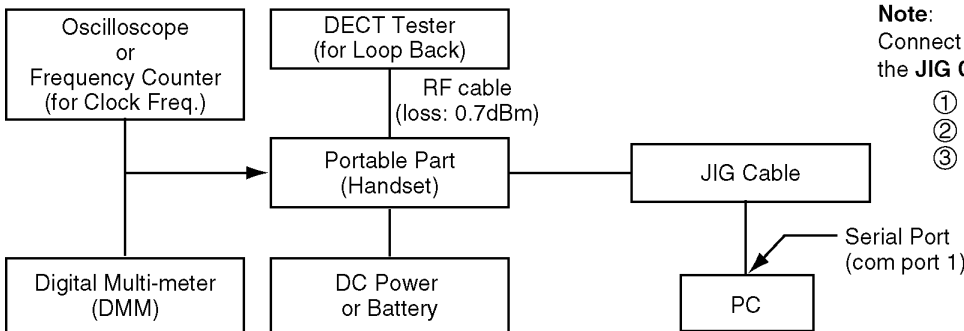 Oscilloscope
or
Frequency Counter
(for Clock Freq.)
DECT Tester
(for Loop Back)
RF cable
(loss: 0.7dBm)
Note:
Connect
the JIG
①
②
③
Portable Part
(Handset)
JIG Cable
Digital Multi-meter
(DMM)
DC Power
or Battery
Serial Port
(com port 1)
PC